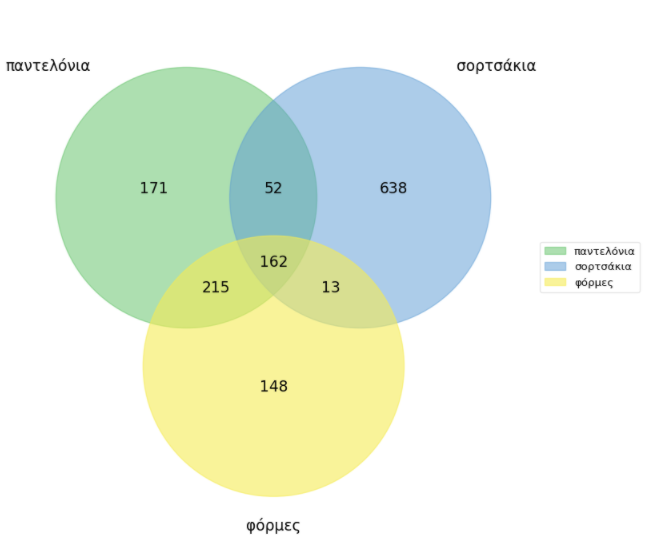 παντελόνια
σορτσάκια
171
52
638
162
215
13
148
φόρμες
παντελόνια
σορτσάκια
φόρμες